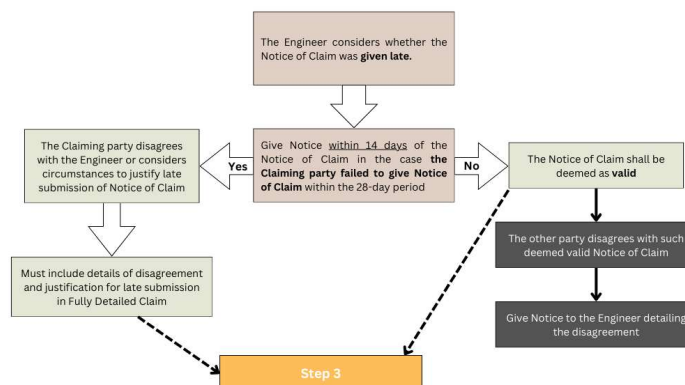 The Engineer considers whether the
Notice of Claim was given late.
The Claiming party disagrees
with the Engineer or considers
circumstances to justify late
submission of Notice of Claim
Yes
Give Notice within 14 days of the
Notice of Claim in the case the
Claiming party failed to give Notice
of Claim within the 28-day period
No
The Notice of Claim shall be
deemed as valid
The other party disagrees with such
deemed valid Notice of Claim
Must include details of disagreement
and justification for late submission
in Fully Detailed Claim
Give Notice to the Engineer detailing
the disagreement
Step 3